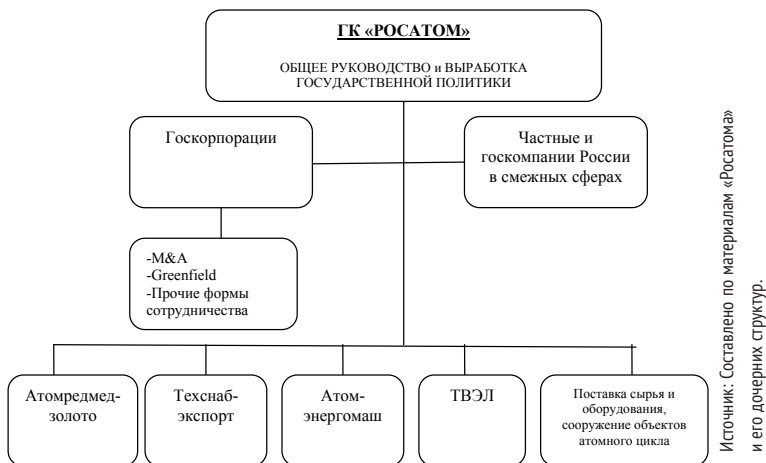 ГК «РОСАТОМ»
ОБЩЕЕ РУКОВОДСТВО и ВЫРАБОТКА
ГОСУДАРСТВЕННОЙ ПОЛИТИКИ
Госкорпорации
Частные и
госкомпании России
в смежных сферах
-M&A
-Greenfield
-Прочие формы
сотрудничества
Атомредмед-
золото
Техснаб-
экспорт
Атом-
энергомаш
ТВЭЛ
Поставка сырья и
оборудования,
сооружение объектов
атомного цикла
Источник: Составлено по материалам «Росатома»
и его дочерних структур.